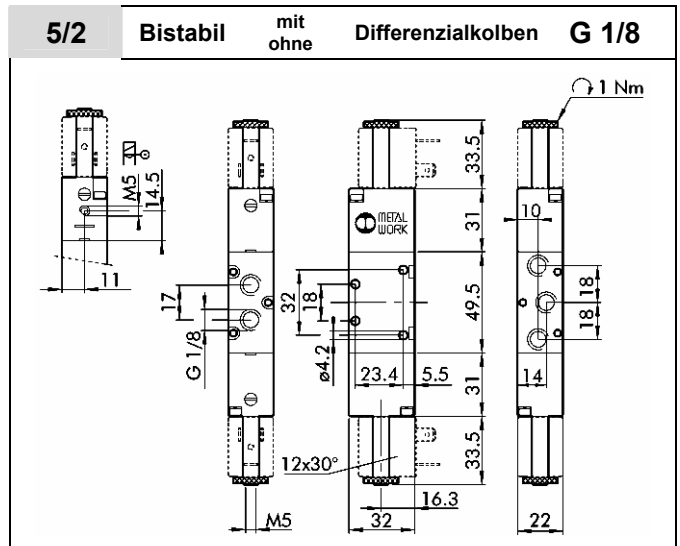 5/2 Bistabil mit ohne Differenzialkolben G 1/8
1 Nm
M5
14.5
11
17
G 1/8
M5
METAL
WORK
33.5
31
49.5
31
33.5
32
18
ø4.2
23.4
5.5
12x30°
16.3
32
10
18
18
14
22